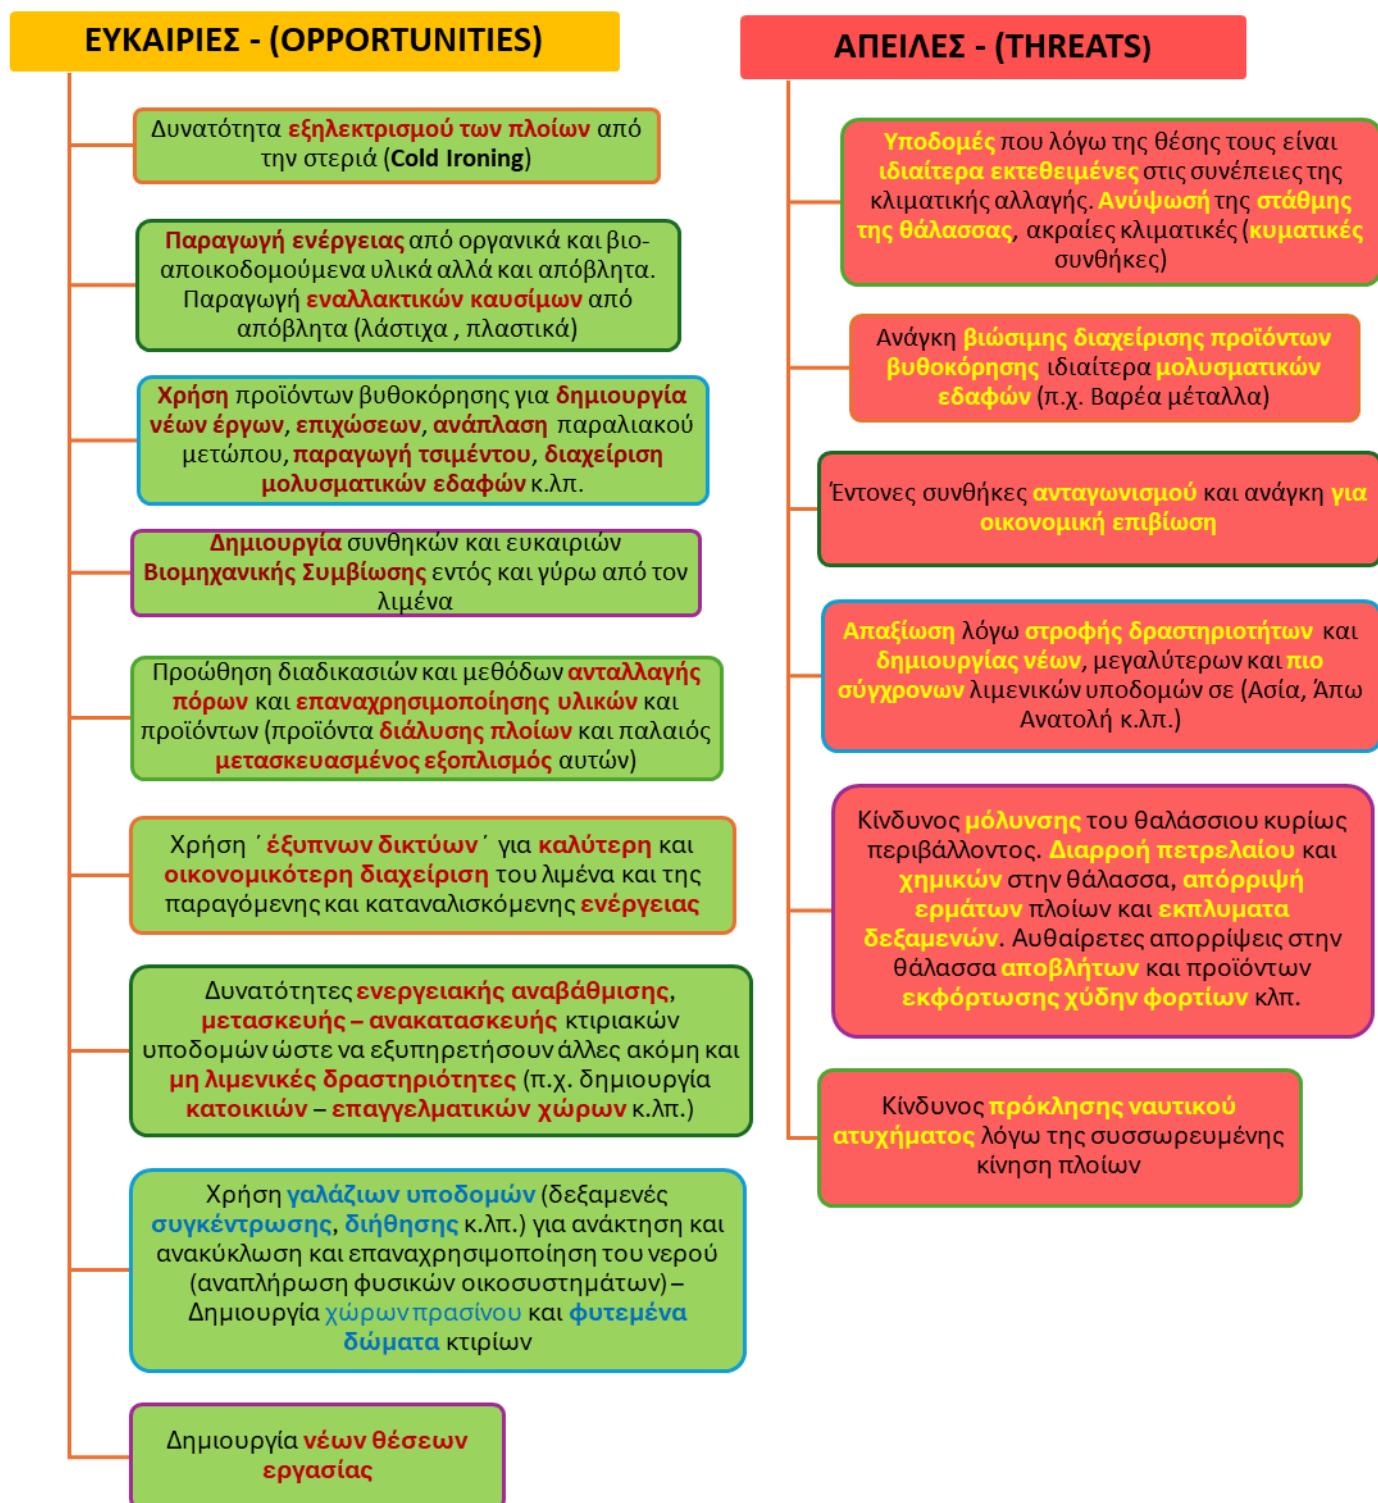 ΕΥΚΑΙΡΙΕΣ - (OPPORTUNITIES)
Δυνατότητα εξηλεκτρισμού των πλοίων από
την στεριά (Cold Ironing)
Παραγωγή ενέργειας από οργανικά και βιο-
αποικοδομούμενα υλικά αλλά και απόβλητα.
Παραγωγή εναλλακτικών καυσίμων από
απόβλητα (λάστιχα , πλαστικά)
Χρήση προϊόντων βυθοκόρησης για δημιουργία
νέων έργων, επιχώσεων, ανάπλαση παραλιακού
μετώπου, παραγωγή τσιμέντου, διαχείριση
μολυσματικών εδαφών κ.λπ.
Δημιουργία συνθηκών και ευκαιριών
Βιομηχανικής Συμβίωσης εντός και γύρω από τον
λιμένα
Προώθηση διαδικασιών και μεθόδων ανταλλαγής
πόρων και επαναχρησιμοποίησης υλικών και
προϊόντων (προϊόντα διάλυσης πλοίων και παλαιός
μετασκευασμένος εξοπλισμός αυτών)
Χρήση ΄έξυπνων δικτύων΄ για καλύτερη και
οικονομικότερη διαχείριση του λιμένα και της
παραγόμενης και καταναλισκόμενης ενέργειας
Δυνατότητες ενεργειακής αναβάθμισης,
μετασκευής – ανακατασκευής κτιριακών
υποδομών ώστε να εξυπηρετήσουν άλλες ακόμη και
μη λιμενικές δραστηριότητες (π.χ. δημιουργία
κατοικιών – επαγγελματικών χώρων κ.λπ.)
Χρήση γαλάζιων υποδομών (δεξαμενές
συγκέντρωσης, διήθησης κ.λπ.) για ανάκτηση και
ανακύκλωση και επαναχρησιμοποίηση του νερού
(αναπλήρωση φυσικών οικοσυστημάτων) –
Δημιουργία χώρων πρασίνου και φυτεμένα
δώματα κτιρίων
Δημιουργία νέων θέσεων
εργασίας
ΑΠΕΙΛΕΣ - (THREATS)
Υποδομές που λόγω της θέσης τους είναι
ιδιαίτερα εκτεθειμένες στις συνέπειες της
κλιματικής αλλαγής. Ανύψωσή της στάθμης
της θάλασσας, ακραίες κλιματικές (κυματικές
συνθήκες)
Ανάγκη βιώσιμης διαχείρισης προϊόντων
βυθοκόρησης ιδιαίτερα μολυσματικών
εδαφών (π.χ. Βαρέα μέταλλα)
Έντονες συνθήκες ανταγωνισμού και ανάγκη για
οικονομική επιβίωση
Απαξίωση λόγω στροφής δραστηριοτήτων και
δημιουργίας νέων, μεγαλύτερων και πιο
σύγχρονων λιμενικών υποδομών σε (Ασία, Άπω
Ανατολή κ.λπ.)
Κίνδυνος μόλυνσης του θαλάσσιου κυρίως
περιβάλλοντος. Διαρροή πετρελαίου και
χημικών στην θάλασσα, απόρριψή
ερμάτων πλοίων και εκπλυματα
δεξαμενών. Αυθαίρετες απορρίψεις στην
θάλασσα αποβλήτων και προϊόντων
εκφόρτωσης χύδην φορτίων κλπ.
Κίνδυνος πρόκλησης ναυτικού
ατυχήματος λόγω της συσσωρευμένης
κίνηση πλοίων